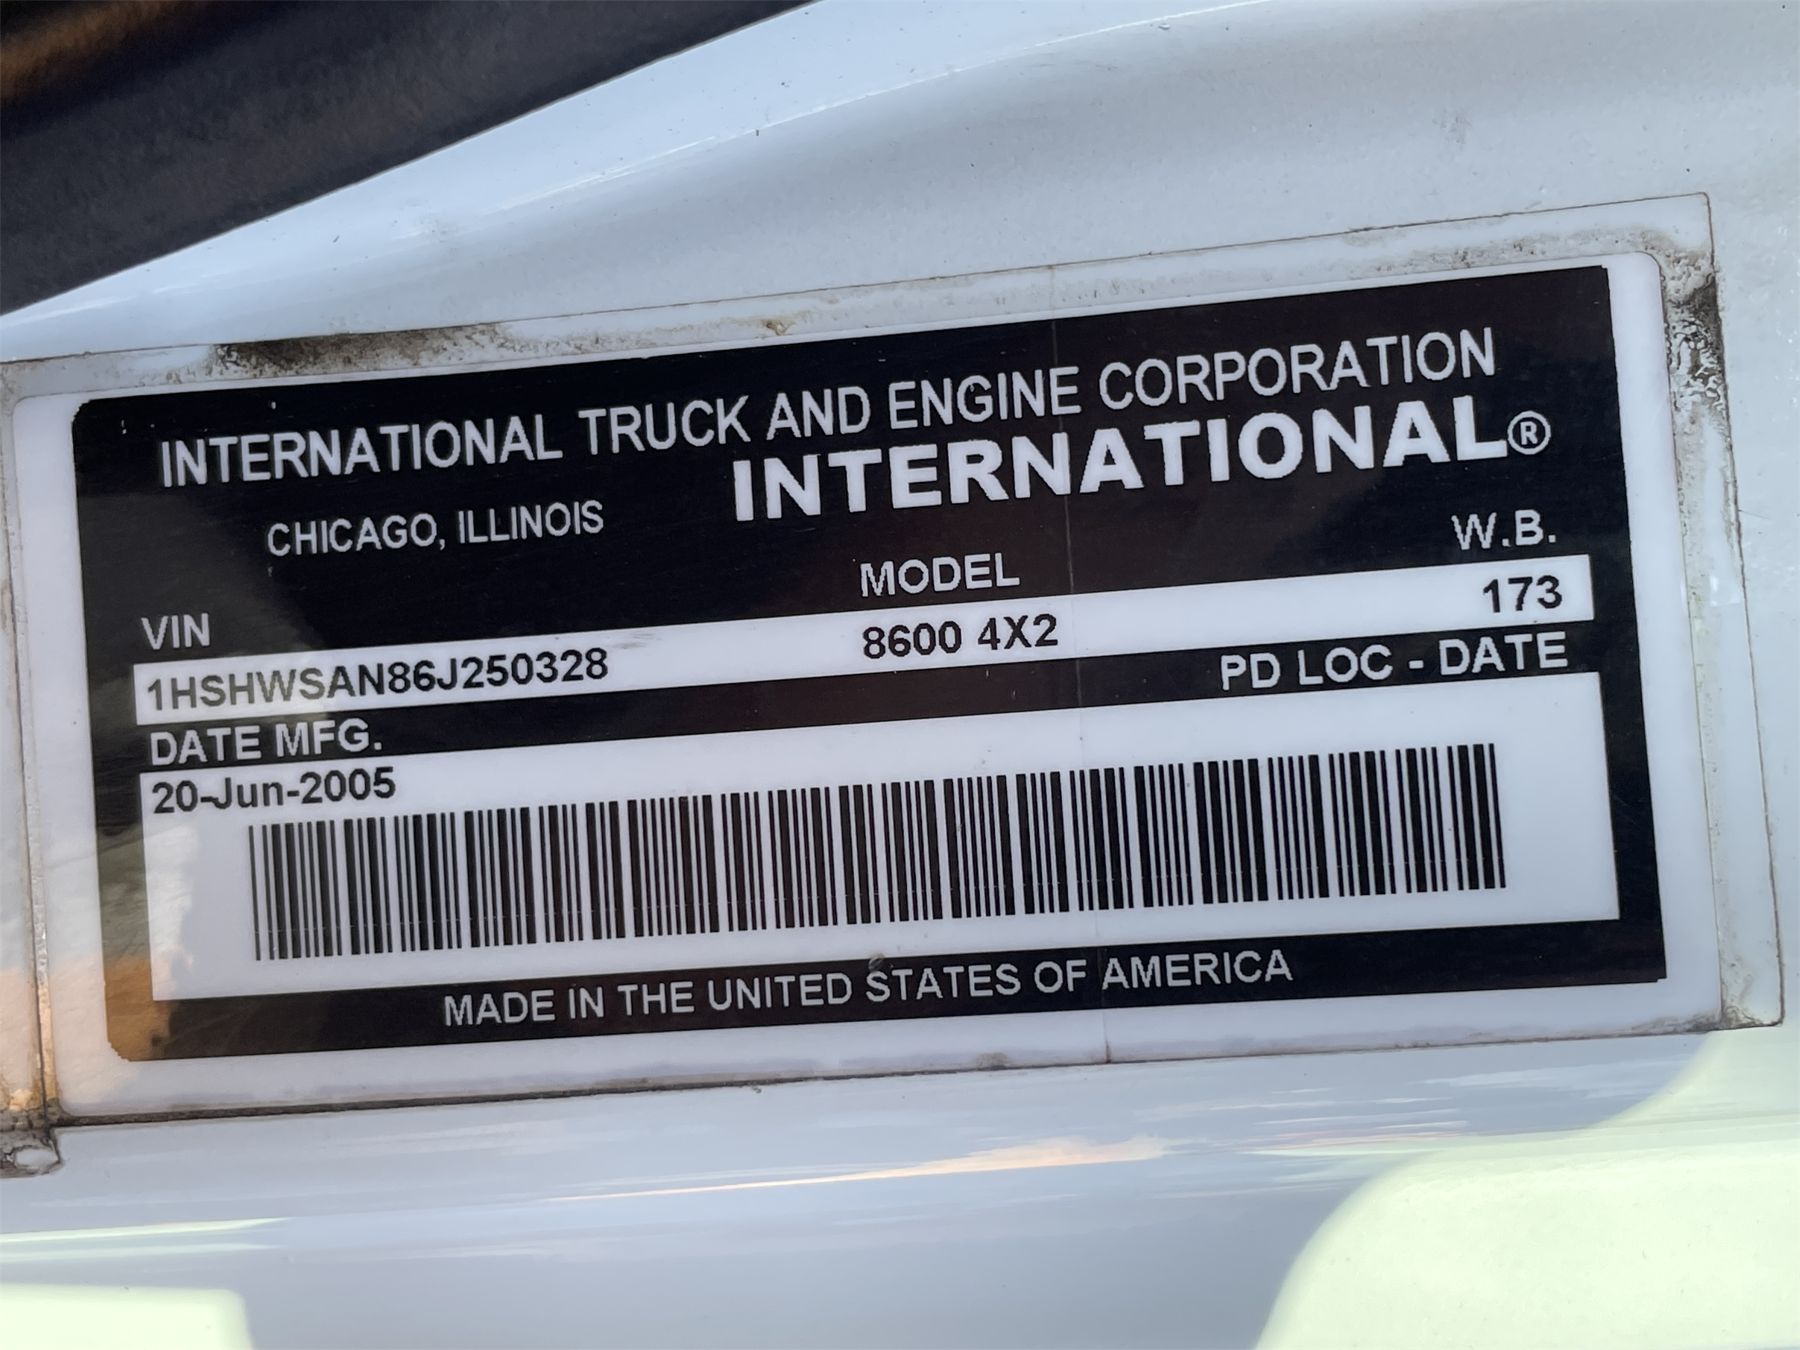 INTERNATIONAL TRUCK AND ENGINE CORPORATION
CHICAGO, ILLINOIS INTERNATIONAL®
VIN MODEL W.B.
1HSHWSAN86J250328 8600 4X2 173
DATE MFG. PD LOC - DATE
20-Jun-2005
MADE IN THE UNITED STATES OF AMERICA